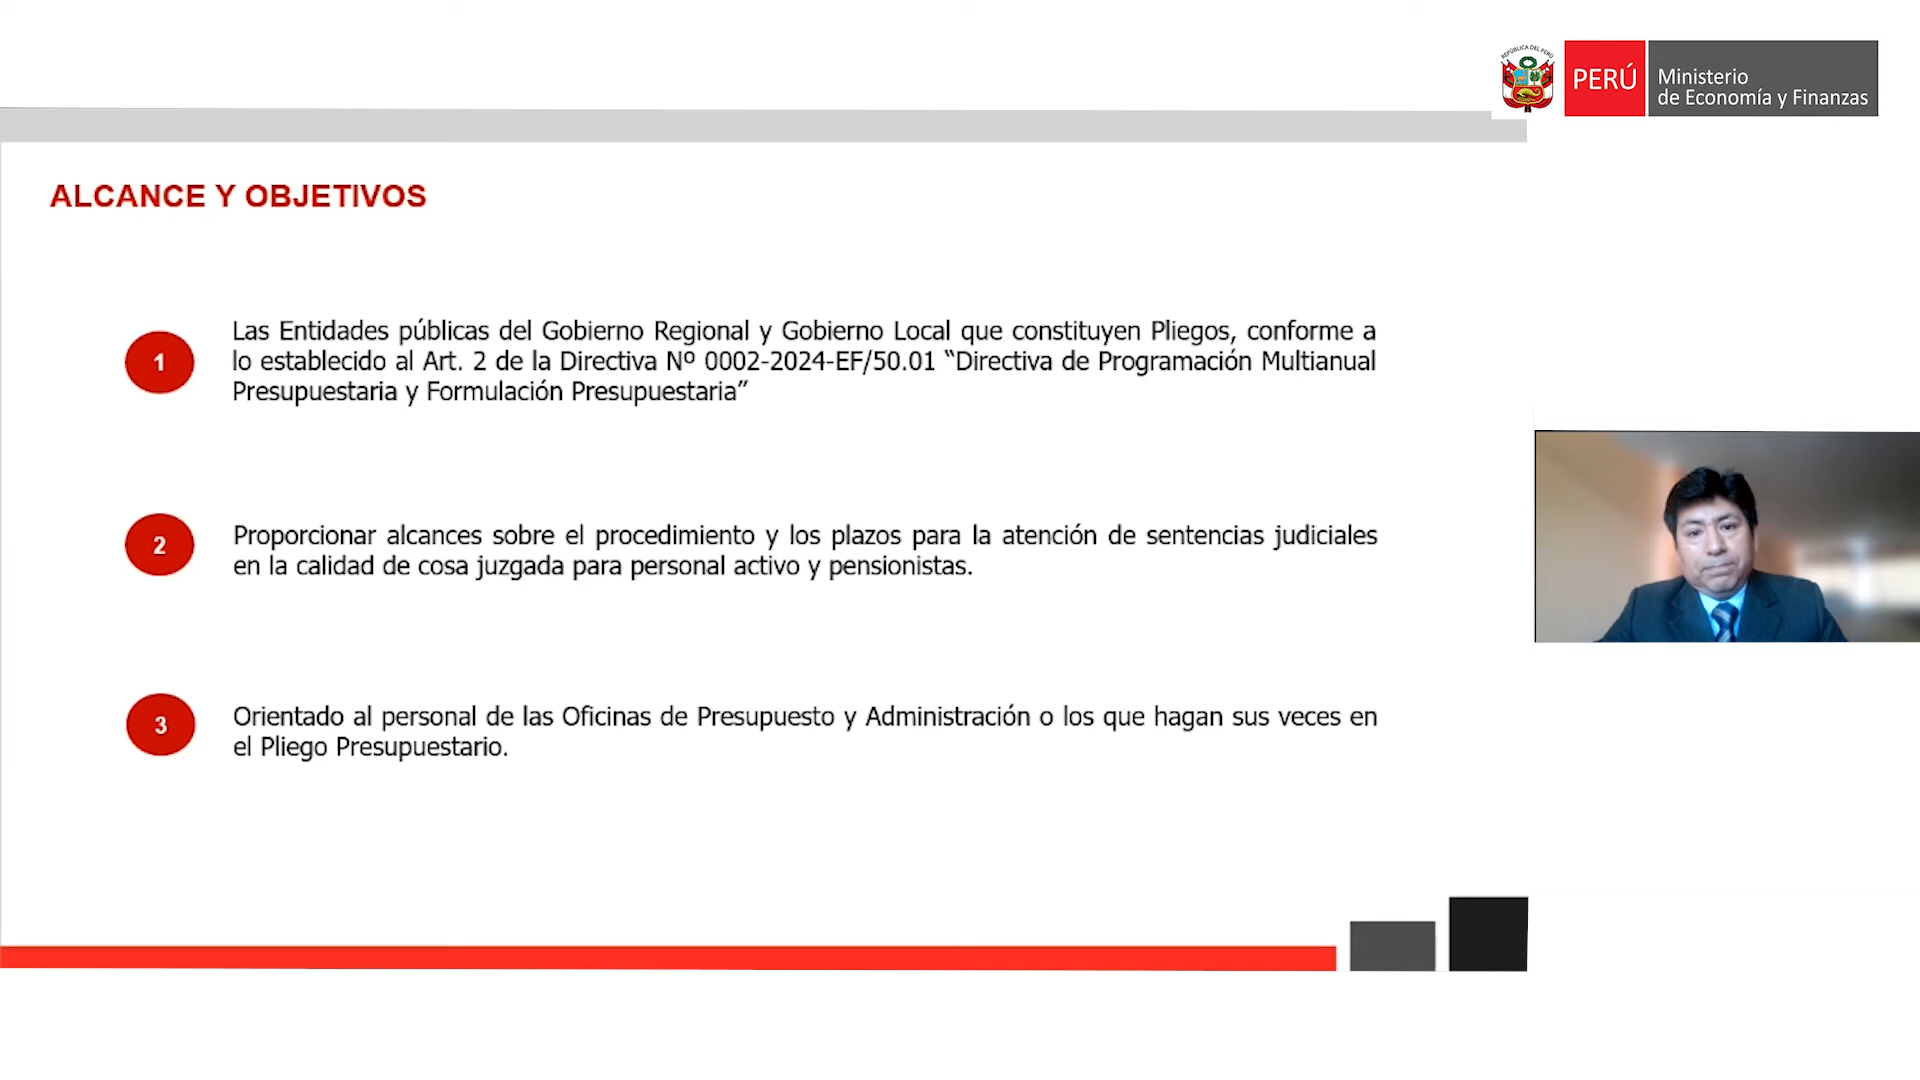 REPÚBLICA DEL PERÚ
PERÚ
Ministerio
de Economía y Finanzas
ALCANCE Y OBJETIVOS
1
Las Entidades públicas del Gobierno Regional y Gobierno Local que constituyen Pliegos, conforme a
lo establecido al Art. 2 de la Directiva Nº 0002-2024-EF/50.01 “Directiva de Programación Multianual
Presupuestaria y Formulación Presupuestaria”
2
Proporcionar alcances sobre el procedimiento y los plazos para la atención de sentencias judiciales
en la calidad de cosa juzgada para personal activo y pensionistas.
3
Orientado al personal de las Oficinas de Presupuesto y Administración o los que hagan sus veces en
el Pliego Presupuestario.